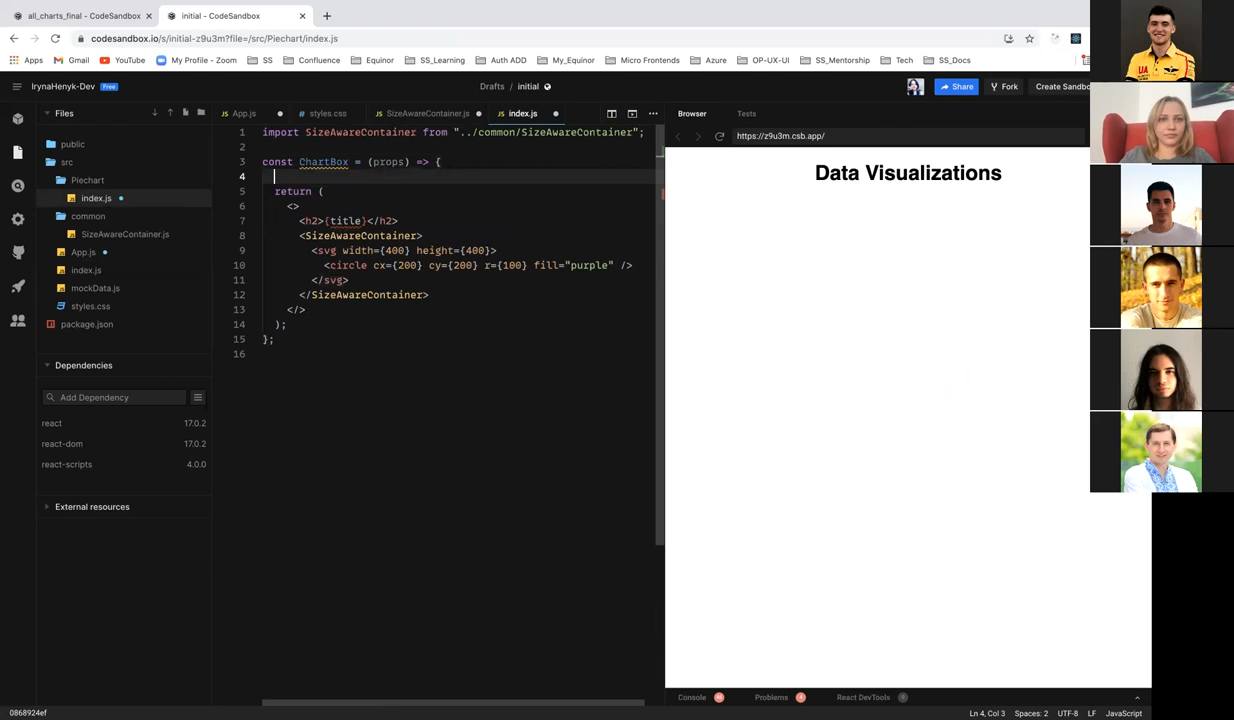 all_charts_final - CodeSandbox
initial - CodeSandbox
codesandbox.io/s/initial-z9u3m?file=/src/Piechart/index.js
Apps Gmail YouTube My Profile - Zoom SS Confluence Equinor SS_Learning Auth ADD My_Equinor Micro Frontends Azure OP-UX-UI SS_Mentorship Tech SS_Docs
IrynaHenyk-Dev Free
Drafts / initial
Share Fork Create Sandbo
Files
public
src
Piechart
index.js
common
SizeAwareContainer.js
App.js
index.js
mockData.js
styles.css
package.json
Dependencies
Add Dependency
react 17.0.2
react-dom 17.0.2
react-scripts 4.0.0
External resources
App.js # styles.css SizeAwareContainer.js index.js
1 import SizeAwareContainer from "../common/SizeAwareContainer";
2
3 const ChartBox = (props) => {
4
5 return (
6 <>
7 <h2>{title}</h2>
8 <SizeAwareContainer>
9 <svg width={400} height={400}>
10 <circle cx={200} cy={200} r={100} fill="purple" />
11 </svg>
12 </SizeAwareContainer>
13 </>
14 );
15 };
16
Browser Tests
https://z9u3m.csb.app/
Data Visualizations
UA
Console Problems React DevTools
0868924ef
Ln 4, Col 3 Spaces: 2 UTF-8 LF JavaScript